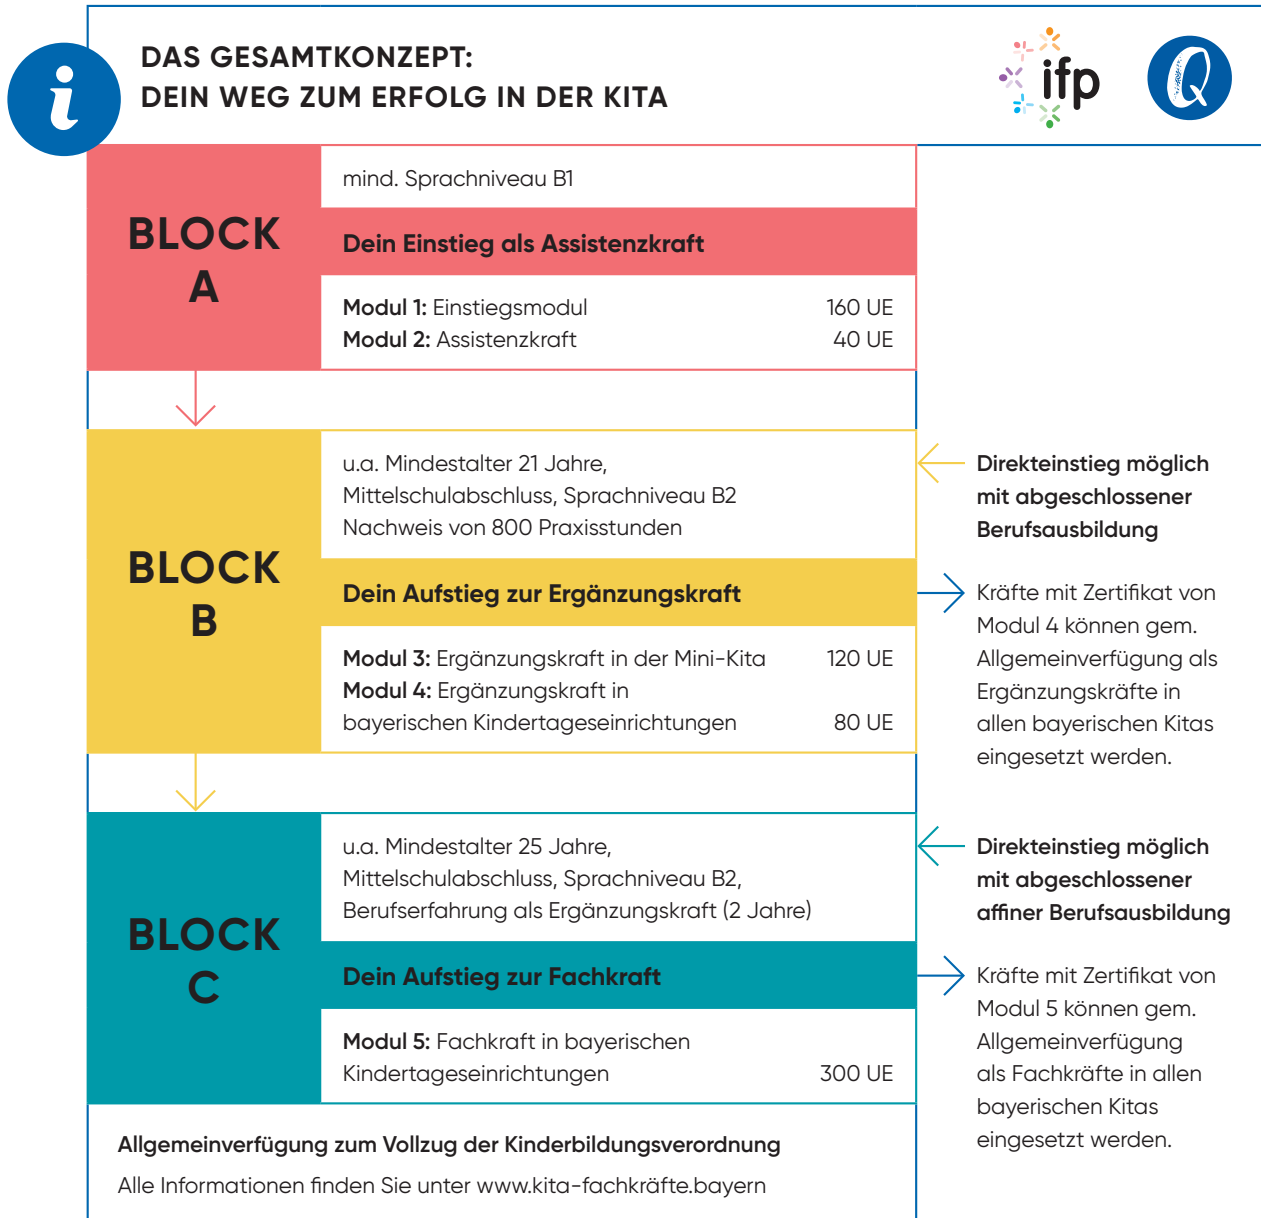 i
DAS GESAMTKONZEPT:
DEIN WEG ZUM ERFOLG IN DER KITA
ifp
Q
BLOCK
A
mind. Sprachniveau B1
Dein Einstieg als Assistenzkraft
Modul 1: Einstiegsmodul 160 UE
Modul 2: Assistenzkraft 40 UE
BLOCK
B
u.a. Mindestalter 21 Jahre,
Mittelschulabschluss, Sprachniveau B2
Nachweis von 800 Praxisstunden
Dein Aufstieg zur Ergänzungskraft
Modul 3: Ergänzungskraft in der Mini-Kita 120 UE
Modul 4: Ergänzungskraft in
bayerischen Kindertageseinrichtungen 80 UE
Direkteinstieg möglich
mit abgeschlossener
Berufsausbildung
Kräfte mit Zertifikat von
Modul 4 können gem.
Allgemeinverfügung als
Ergänzungskräfte in
allen bayerischen Kitas
eingesetzt werden.
BLOCK
C
u.a. Mindestalter 25 Jahre,
Mittelschulabschluss, Sprachniveau B2,
Berufserfahrung als Ergänzungskraft (2 Jahre)
Dein Aufstieg zur Fachkraft
Modul 5: Fachkraft in bayerischen
Kindertageseinrichtungen 300 UE
Direkteinstieg möglich
mit abgeschlossener
affiner Berufsausbildung
Kräfte mit Zertifikat von
Modul 5 können gem.
Allgemeinverfügung
als Fachkräfte in allen
bayerischen Kitas
eingesetzt werden.
Allgemeinverfügung zum Vollzug der Kinderbildungsverordnung
Alle Informationen finden Sie unter www.kita-fachkräfte.bayern